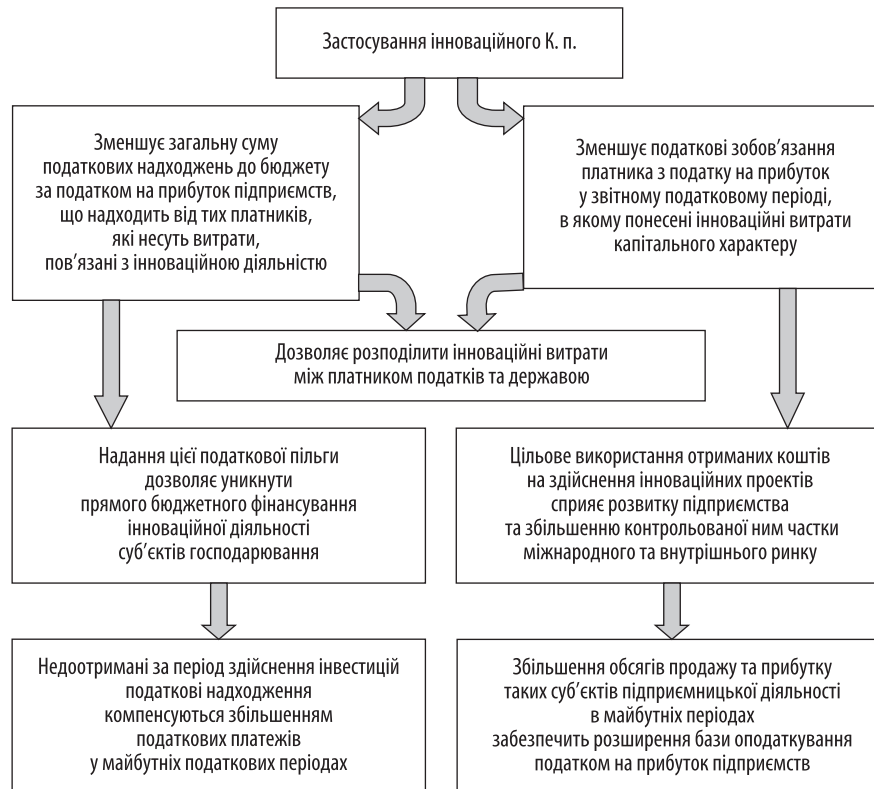 Застосування інноваційного К. п.
Зменшує загальну суму
податкових надходжень до бюджету
за податком на прибуток підприємств,
що надходить від тих платників,
які несуть витрати,
пов’язані з інноваційною діяльністю
Зменшує податкові зобов’язання
платника з податку на прибуток
у звітному податковому періоді,
в якому понесені інноваційні витрати
капітального характеру
Дозволяє розподілити інноваційні витрати
між платником податків та державою
Надання цієї податкової пільги
дозволяє уникнути
прямого бюджетного фінансування
інноваційної діяльності
суб’єктів господарювання
Цільове використання отриманих коштів
на здійснення інноваційних проектів
сприяє розвитку підприємства
та збільшенню контрольованої ним частки
міжнародного та внутрішнього ринку
Недоотримані за період здійснення інвестицій
податкові надходження
компенсуються збільшенням
податкових платежів
у майбутніх податкових періодах
Збільшення обсягів продажу та прибутку
таких суб’єктів підприємницької діяльності
в майбутніх періодах
забезпечить розширення бази оподаткування
податком на прибуток підприємств